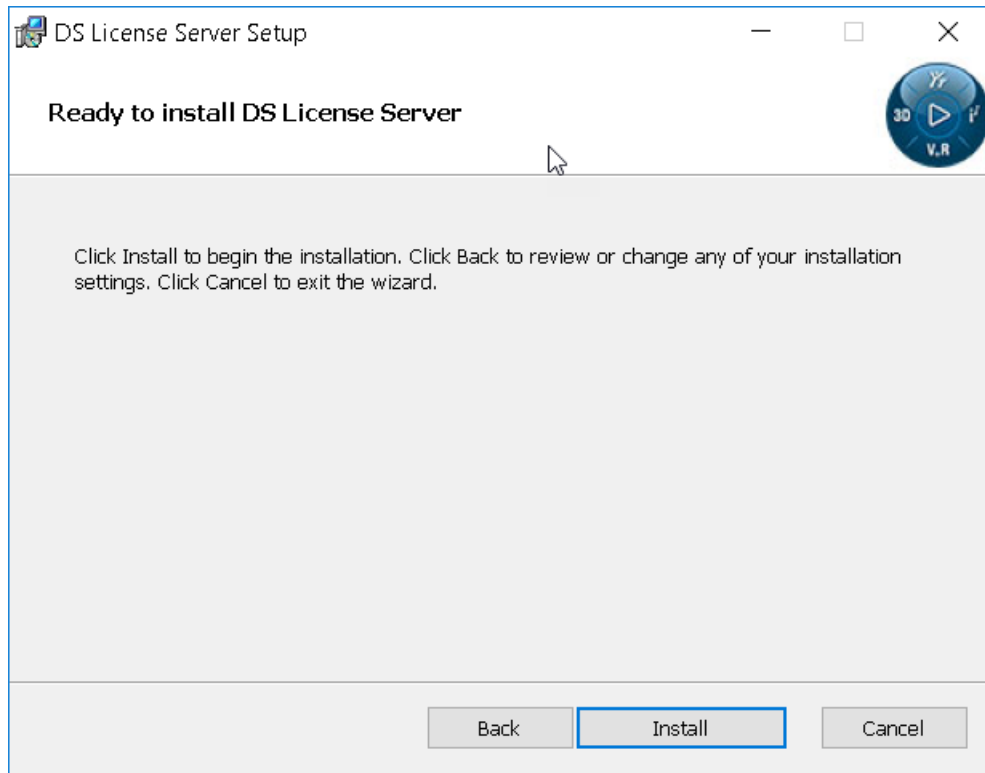 DS License Server Setup
Ready to install DS License Server
3D
V.R
Click Install to begin the installation. Click Back to review or change any of your installation
settings. Click Cancel to exit the wizard.
Back
Install
Cancel